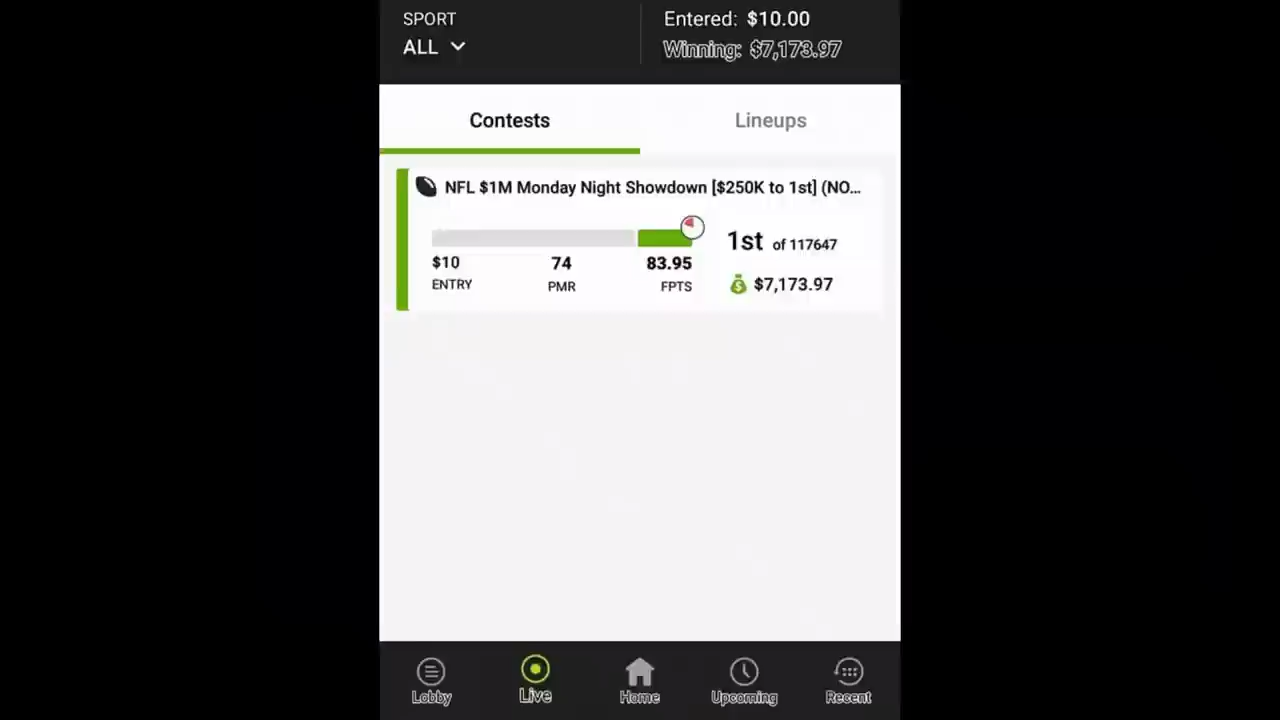 SPORT
ALL
Entered: $10.00
Winning: $7,173.97
Contests
Lineups
NFL $1M Monday Night Showdown [$250K to 1st] (NO...
$10
ENTRY
74
PMR
83.95
FPTS
1st of 117647
$7,173.97
Lobby
Live
Home
Upcoming
Recent